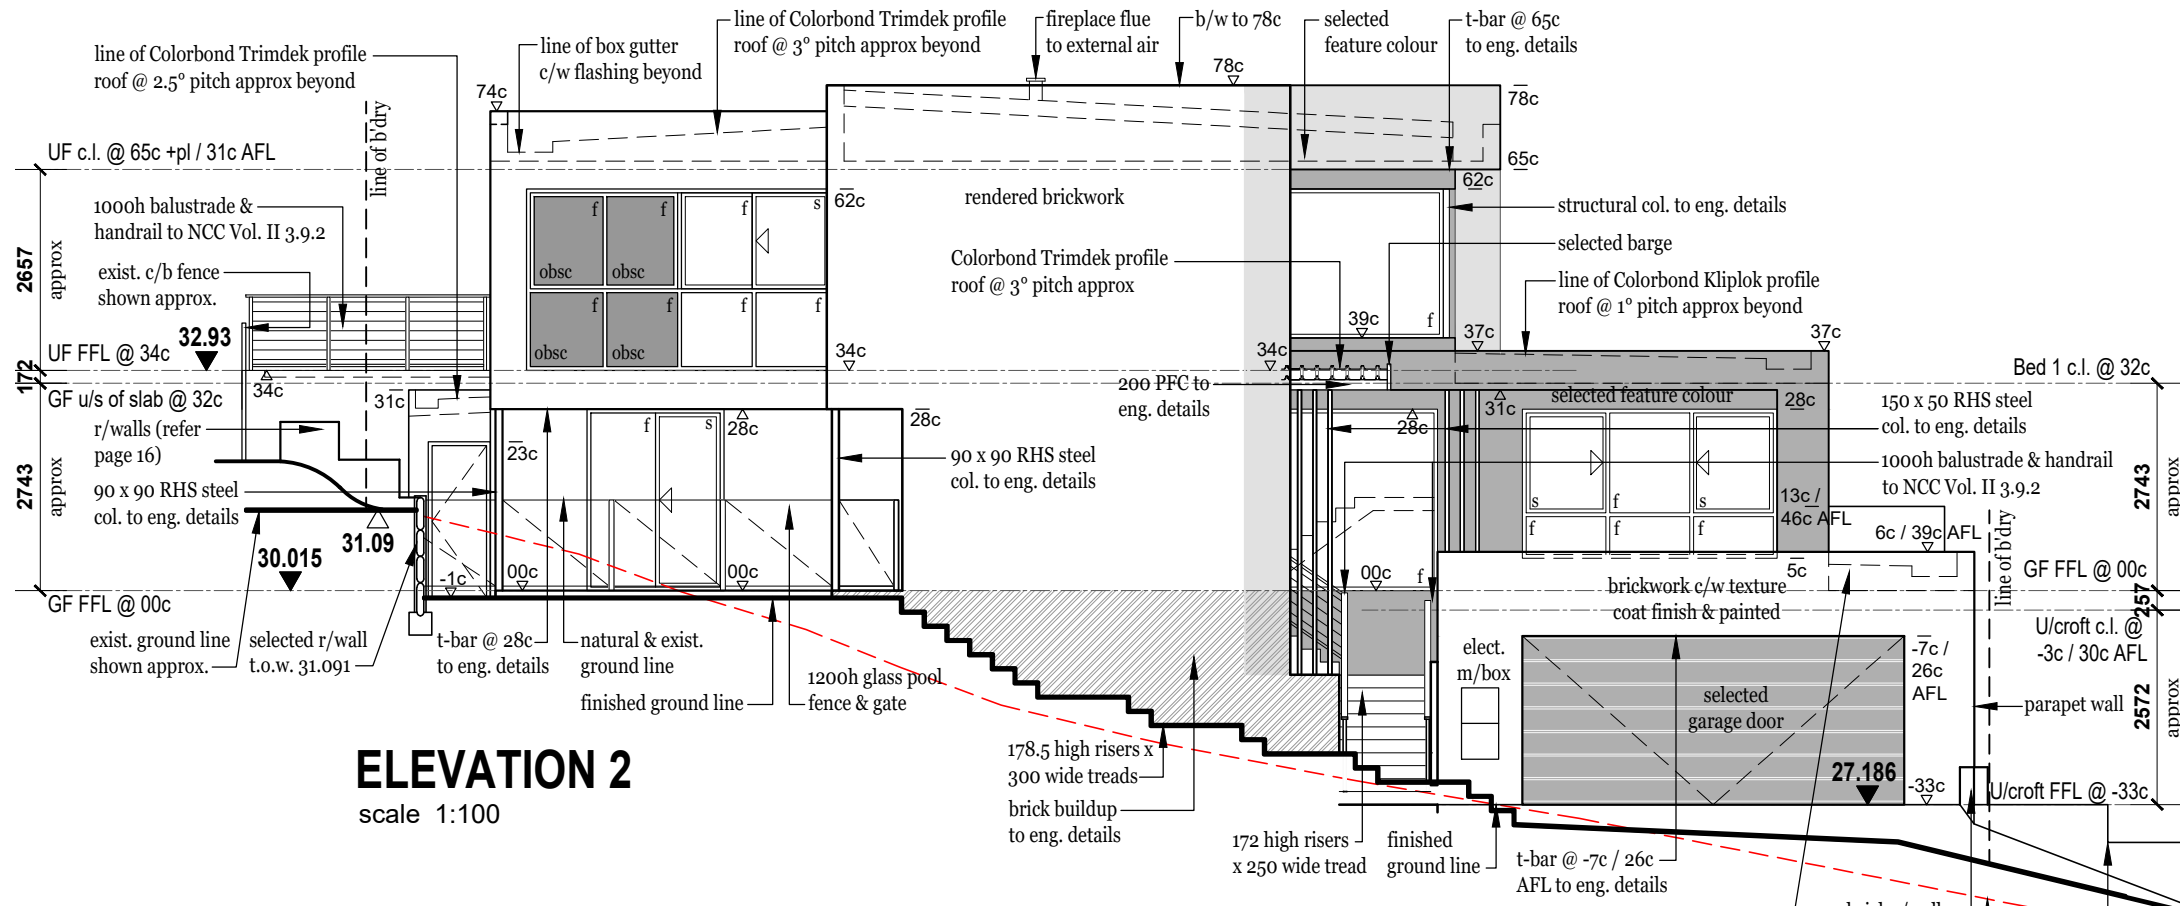 line of Colorbond Trimdek profile
roof @ 2.5° pitch approx beyond
line of box gutter
c/w flashing beyond
line of Colorbond Trimdek profile
roof @ 3° pitch approx beyond
fireplace flue
to external air
b/w to 78c
selected
feature colour
t-bar @ 65c
to eng. details
74c
78c
78c
line of b'dry
UF c.l. @ 65c +pl / 31c AFL
65c
62c
62c
f
f
f
s
obsc
obsc
f
f
f
f
obsc
obsc
rendered brickwork
structural col. to eng. details
selected barge
1000h balustrade &
handrail to NCC Vol. II 3.9.2
exist. c/b fence
shown approx.
2657
approx
Colorbond Trimdek profile
roof @ 3° pitch approx
line of Colorbond Kliplok profile
roof @ 1° pitch approx beyond
39c
f
37c
37c
32.93
UF FFL @ 34c
34c
34c
34c
172
GF u/s of slab @ 32c
31c
200 PFC to
eng. details
Bed 1 c.l. @ 32c
31c
selected feature colour
28c
28c
28c
28c
150 x 50 RHS steel
col. to eng. details
r/walls (refer
page 16)
90 x 90 RHS steel
col. to eng. details
2743
approx
23c
f
s
90 x 90 RHS steel
col. to eng. details
1000h balustrade & handrail
to NCC Vol. II 3.9.2
2743
approx
s
f
s
f
f
f
13c /
46c AFL
6c / 39c AFL
line of b'dry
31.09
30.015
-1c
00c
00c
00c
f
5c
GF FFL @ 00c
GF FFL @ 00c
257
brickwork c/w texture
coat finish & painted
U/croft c.l. @
-3c / 30c AFL
exist. ground line
shown approx.
selected r/wall
t.o.w. 31.091
t-bar @ 28c
to eng. details
natural & exist.
ground line
finished ground line
1200h glass pool
fence & gate
elect.
m/box
-7c /
26c
AFL
selected
garage door
parapet wall
2572
approx
178.5 high risers x
300 wide treads
brick buildup
to eng. details
27.186
-33c
U/croft FFL @ -33c
172 high risers
x 250 wide tread
finished
ground line
t-bar @ -7c / 26c
AFL to eng. details
ELEVATION 2
scale 1:100